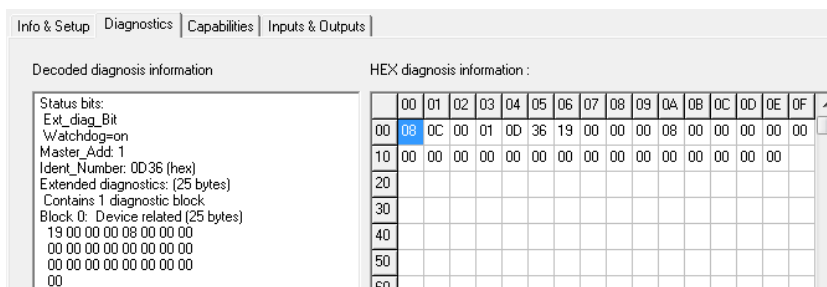 Info & Setup Diagnostics Capabilities Inputs & Outputs
Decoded diagnosis information
Status bits:
Ext_diag_Bit
Watchdog=on
Master_Add: 1
Ident_Number: 0D36 (hex)
Extended diagnostics: (25 bytes)
Contains 1 diagnostic block
Block 0: Device related (25 bytes)
19 00 00 00 08 00 00 00
00 00 00 00 00 00 00 00
00 00 00 00 00 00 00 00
00
HEX diagnosis information :
00 01 02 03 04 05 06 07 08 09 0A 0B 0C 0D 0E 0F
00 08 0C 00 01 0D 36 19 00 00 00 08 00 00 00 00 00
10 00 00 00 00 00 00 00 00 00 00 00 00 00 00 00
20
30
40
50
60